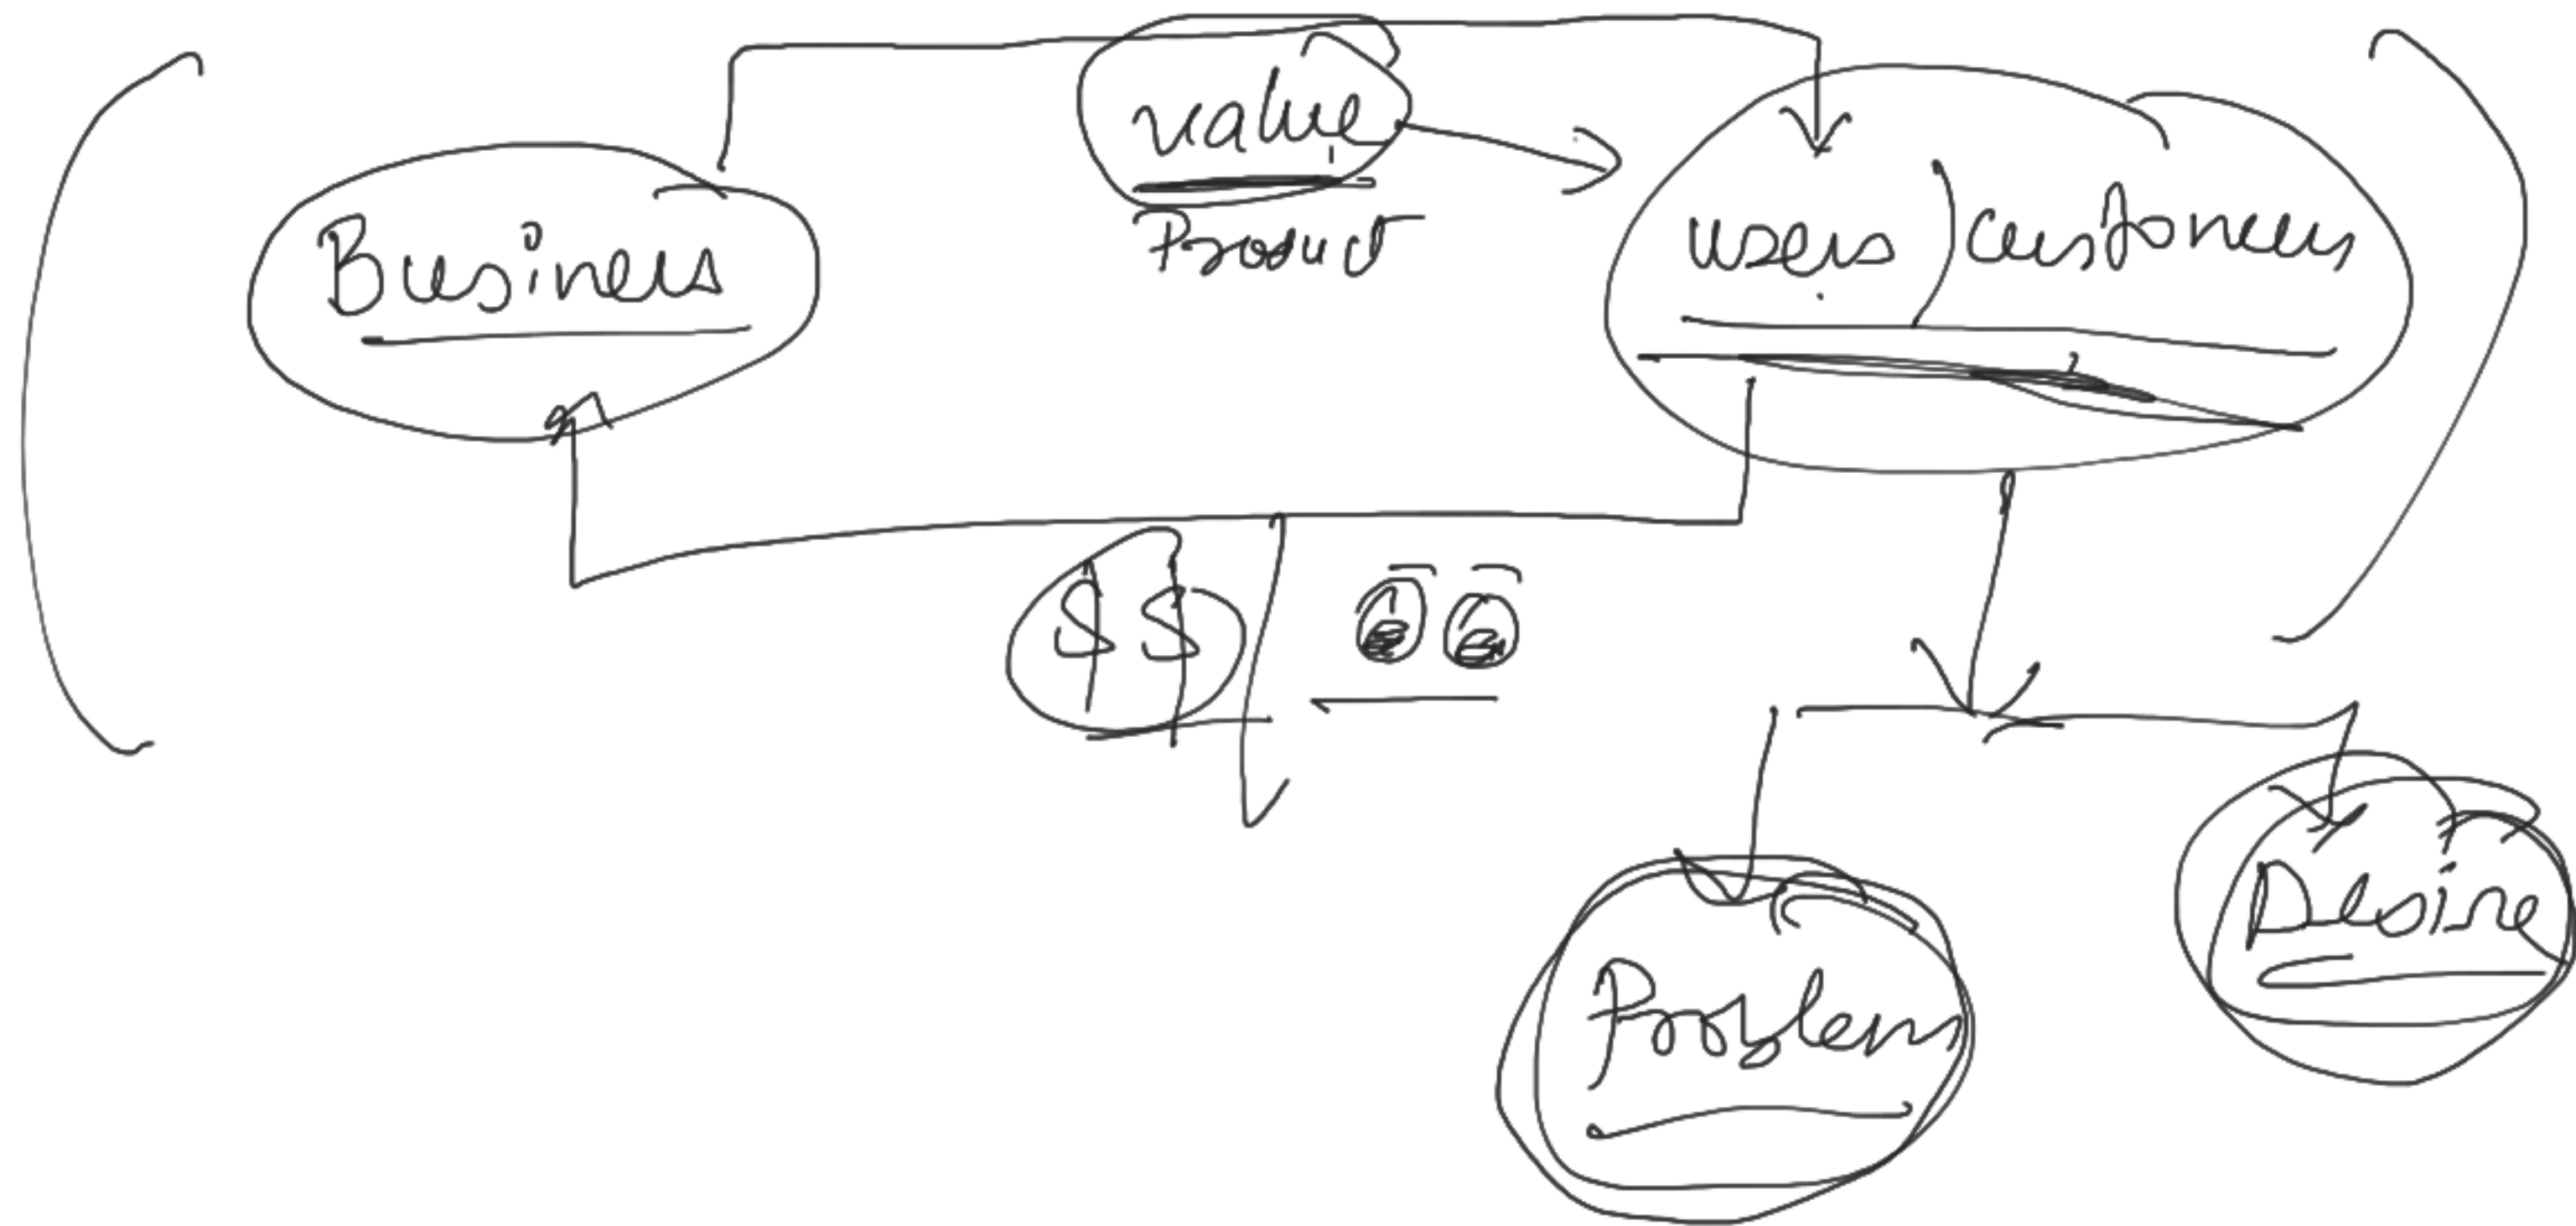 value
Product
Business
users / customers
$ $
Problem
Desire